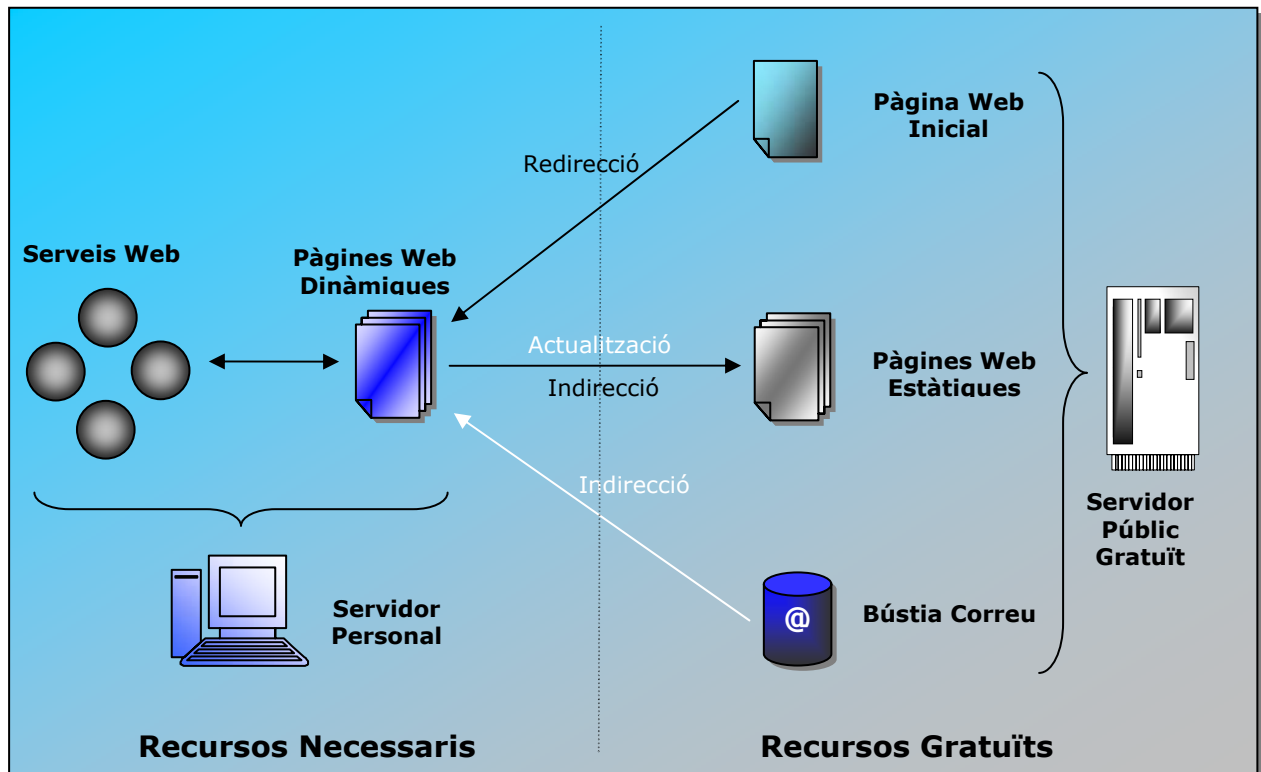 Pàgina Web
Inicial
Redirecció
Serveis Web
Pàgines Web
Dinàmiques
Actualització
Indirecció
Pàgines Web
Estàtiques
Indirecció
Servidor
Públic
Gratuït
Servidor
Personal
@
Bústia Correu
Recursos Necessaris
Recursos Gratuïts